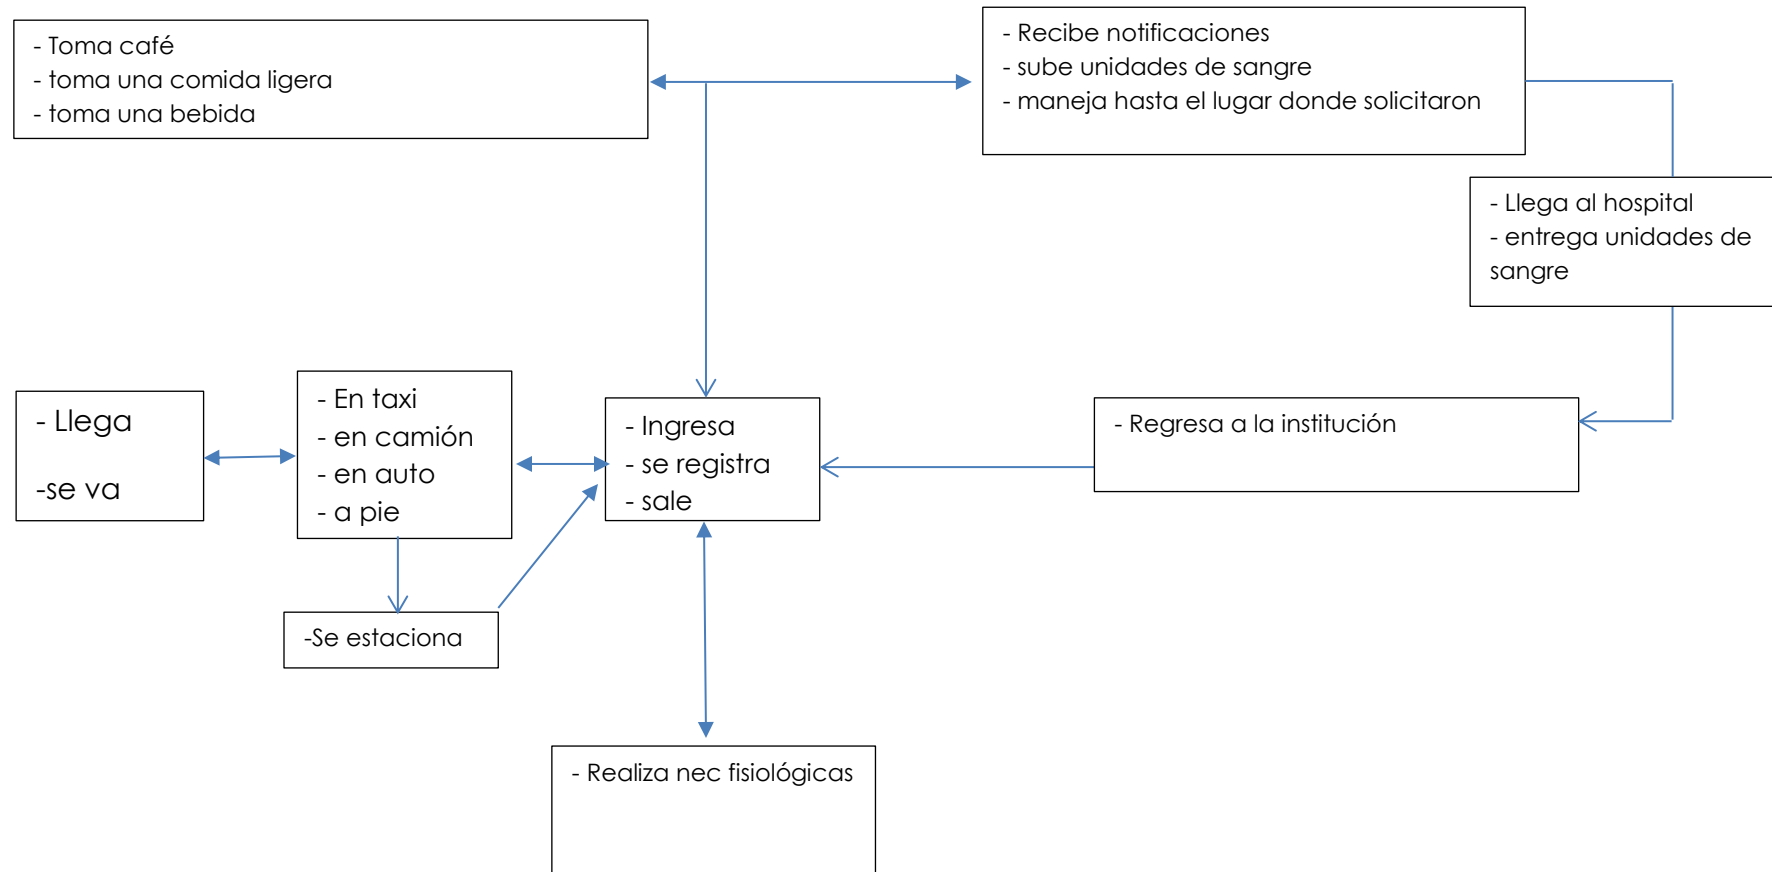 - Toma café
- toma una comida ligera
- toma una bebida
- Recibe notificaciones
- sube unidades de sangre
- maneja hasta el lugar donde solicitaron
- Llega al hospital
- entrega unidades de
sangre
- Llega
-se va
- En taxi
- en camión
- en auto
- a pie
- Ingresa
- se registra
- sale
- Regresa a la institución
-Se estaciona
- Realiza nec fisiológicas